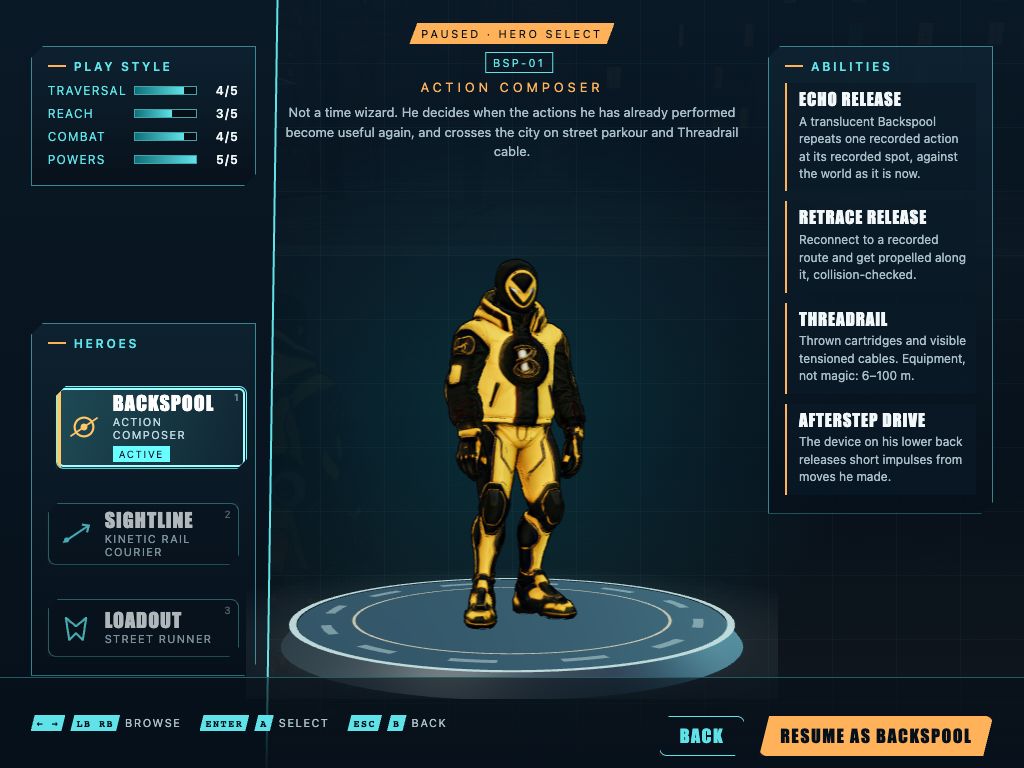 PAUSED · HERO SELECT
BSP-01
ACTION COMPOSER
Not a time wizard. He decides when the actions he has already performed
become useful again, and crosses the city on street parkour and Threadrail
cable.
PLAY STYLE
TRAVERSAL 4/5
REACH 3/5
COMBAT 4/5
POWERS 5/5
HEROES
BACKSPOOL 1
ACTION
COMPOSER
ACTIVE
SIGHTLINE 2
KINETIC RAIL
COURIER
LOADOUT 3
STREET RUNNER
ABILITIES
ECHO RELEASE
A translucent Backspool
repeats one recorded action
at its recorded spot, against
the world as it is now.
RETRACE RELEASE
Reconnect to a recorded
route and get propelled along
it, collision-checked.
THREADRAIL
Thrown cartridges and visible
tensioned cables. Equipment,
not magic: 6–100 m.
AFTERSTEP DRIVE
The device on his lower back
releases short impulses from
moves he made.
B
← → LB RB BROWSE ENTER A SELECT ESC B BACK
BACK
RESUME AS BACKSPOOL